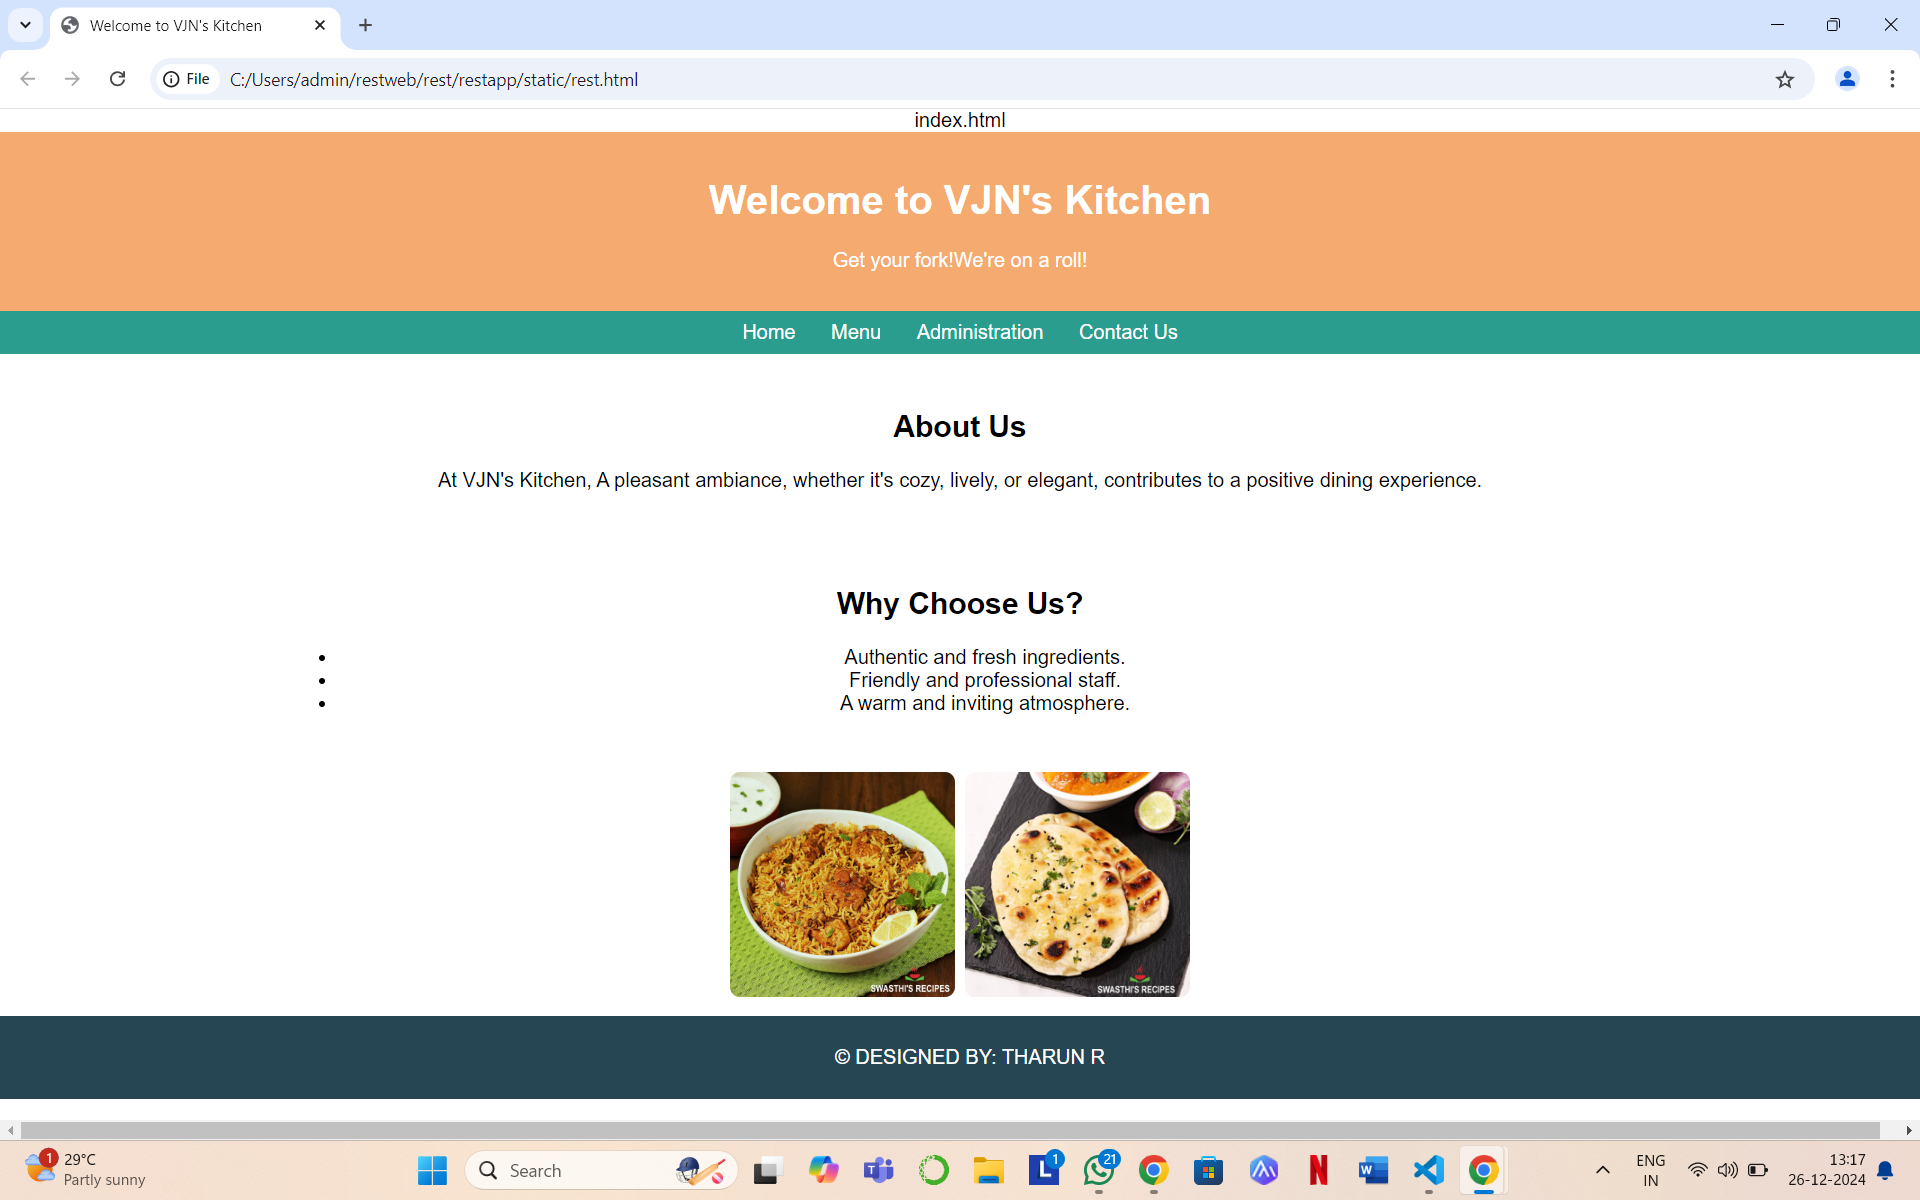 Welcome to VJN's Kitchen
File
C:/Users/admin/restweb/rest/restapp/static/rest.html
index.html
Welcome to VJN's Kitchen
Get your fork!We're on a roll!
Home Menu Administration Contact Us
About Us
At VJN's Kitchen, A pleasant ambiance, whether it's cozy, lively, or elegant, contributes to a positive dining experience.
Why Choose Us?
• Authentic and fresh ingredients.
• Friendly and professional staff.
• A warm and inviting atmosphere.
SWASTHI'S RECIPES
SWASTHI'S RECIPES
© DESIGNED BY: THARUN R
1
29°C
Partly sunny
Search
T
L
1
21
N
W
ENG
IN
13:17
26-12-2024